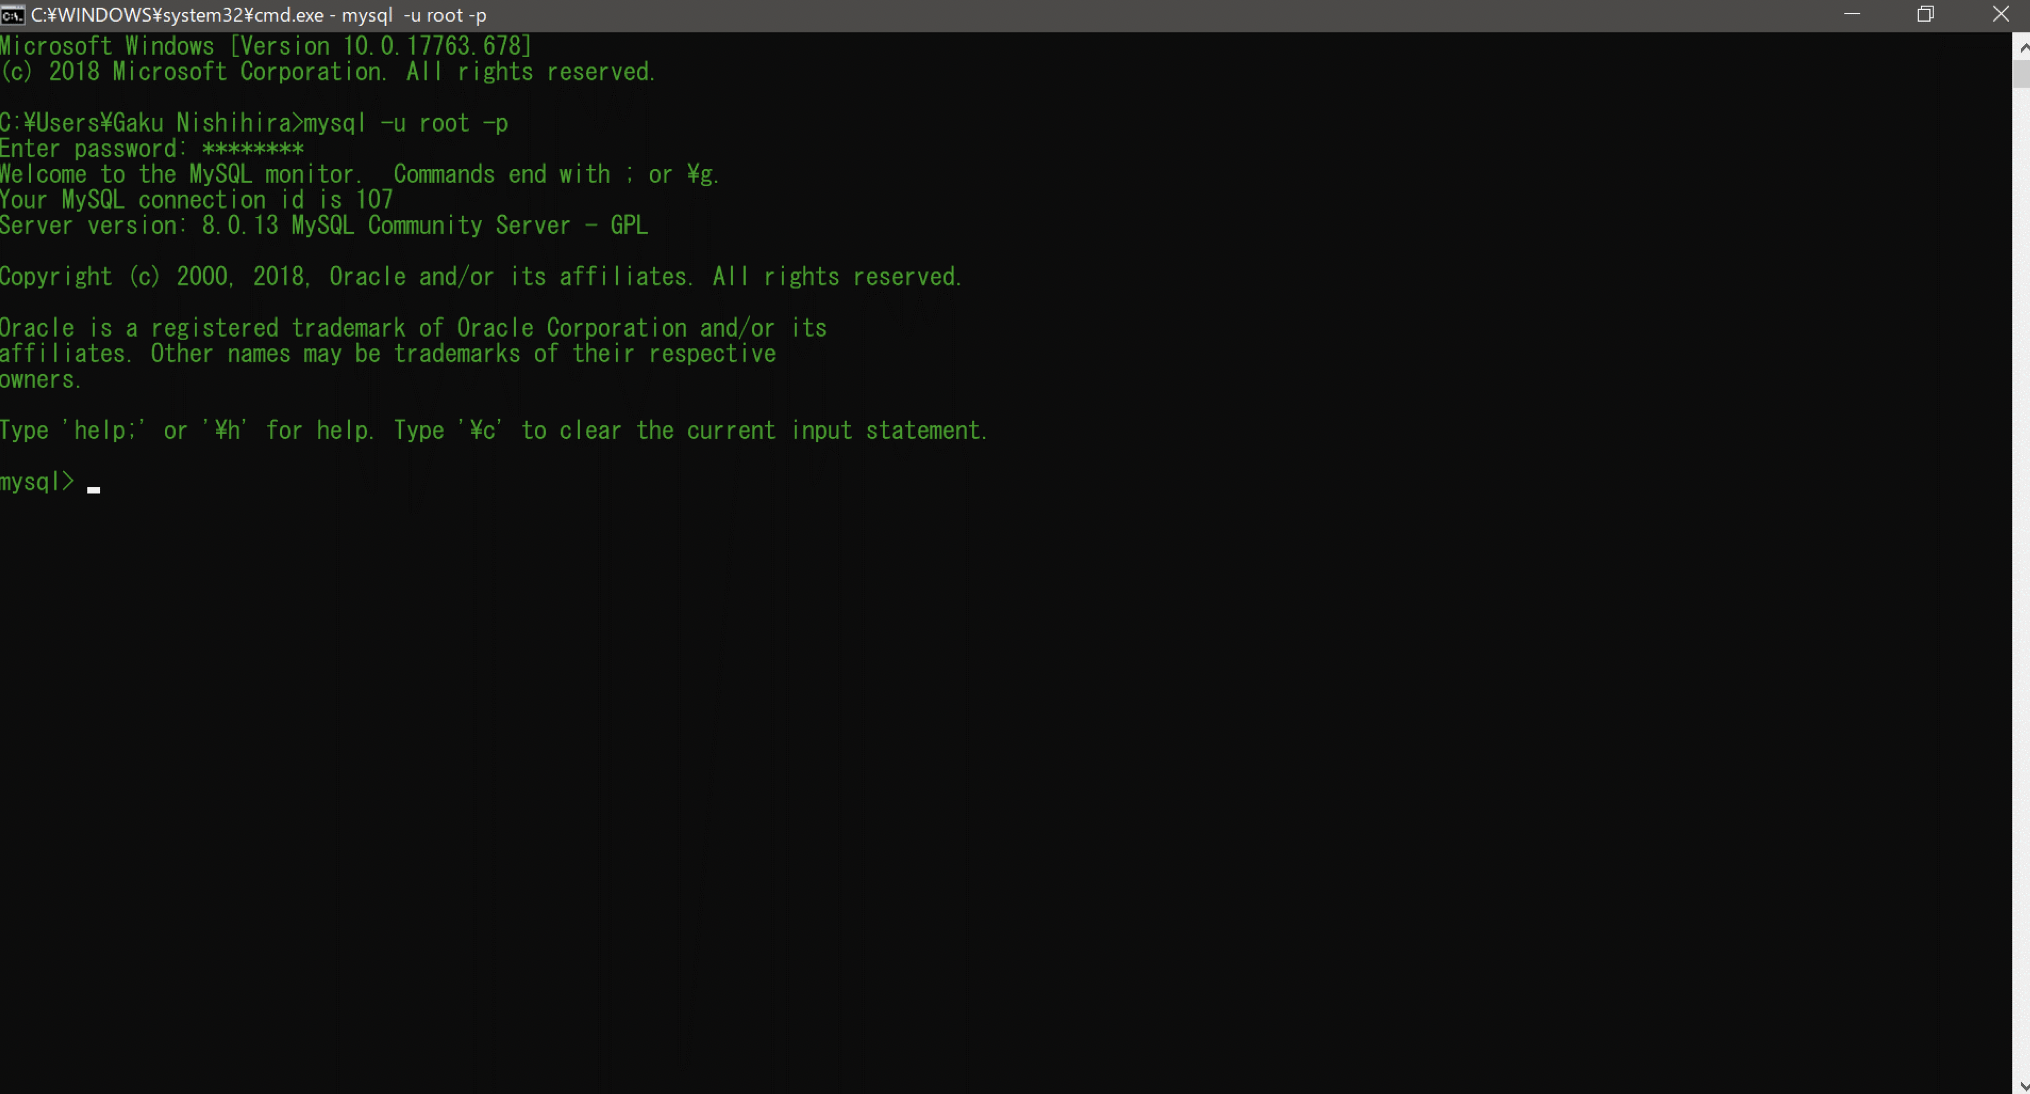 C:¥WINDOWS¥system32¥cmd.exe - mysql  -u root -p
Microsoft Windows [Version 10.0.17763.678]
(c) 2018 Microsoft Corporation. All rights reserved.
C:¥Users¥Gaku Nishihira>mysql -u root -p
Enter password: ********
Welcome to the MySQL monitor.  Commands end with ; or ¥g.
Your MySQL connection id is 107
Server version: 8.0.13 MySQL Community Server - GPL
Copyright (c) 2000, 2018, Oracle and/or its affiliates. All rights reserved.
Oracle is a registered trademark of Oracle Corporation and/or its
affiliates. Other names may be trademarks of their respective
owners.
Type 'help;' or '¥h' for help. Type '¥c' to clear the current input statement.
mysql> _